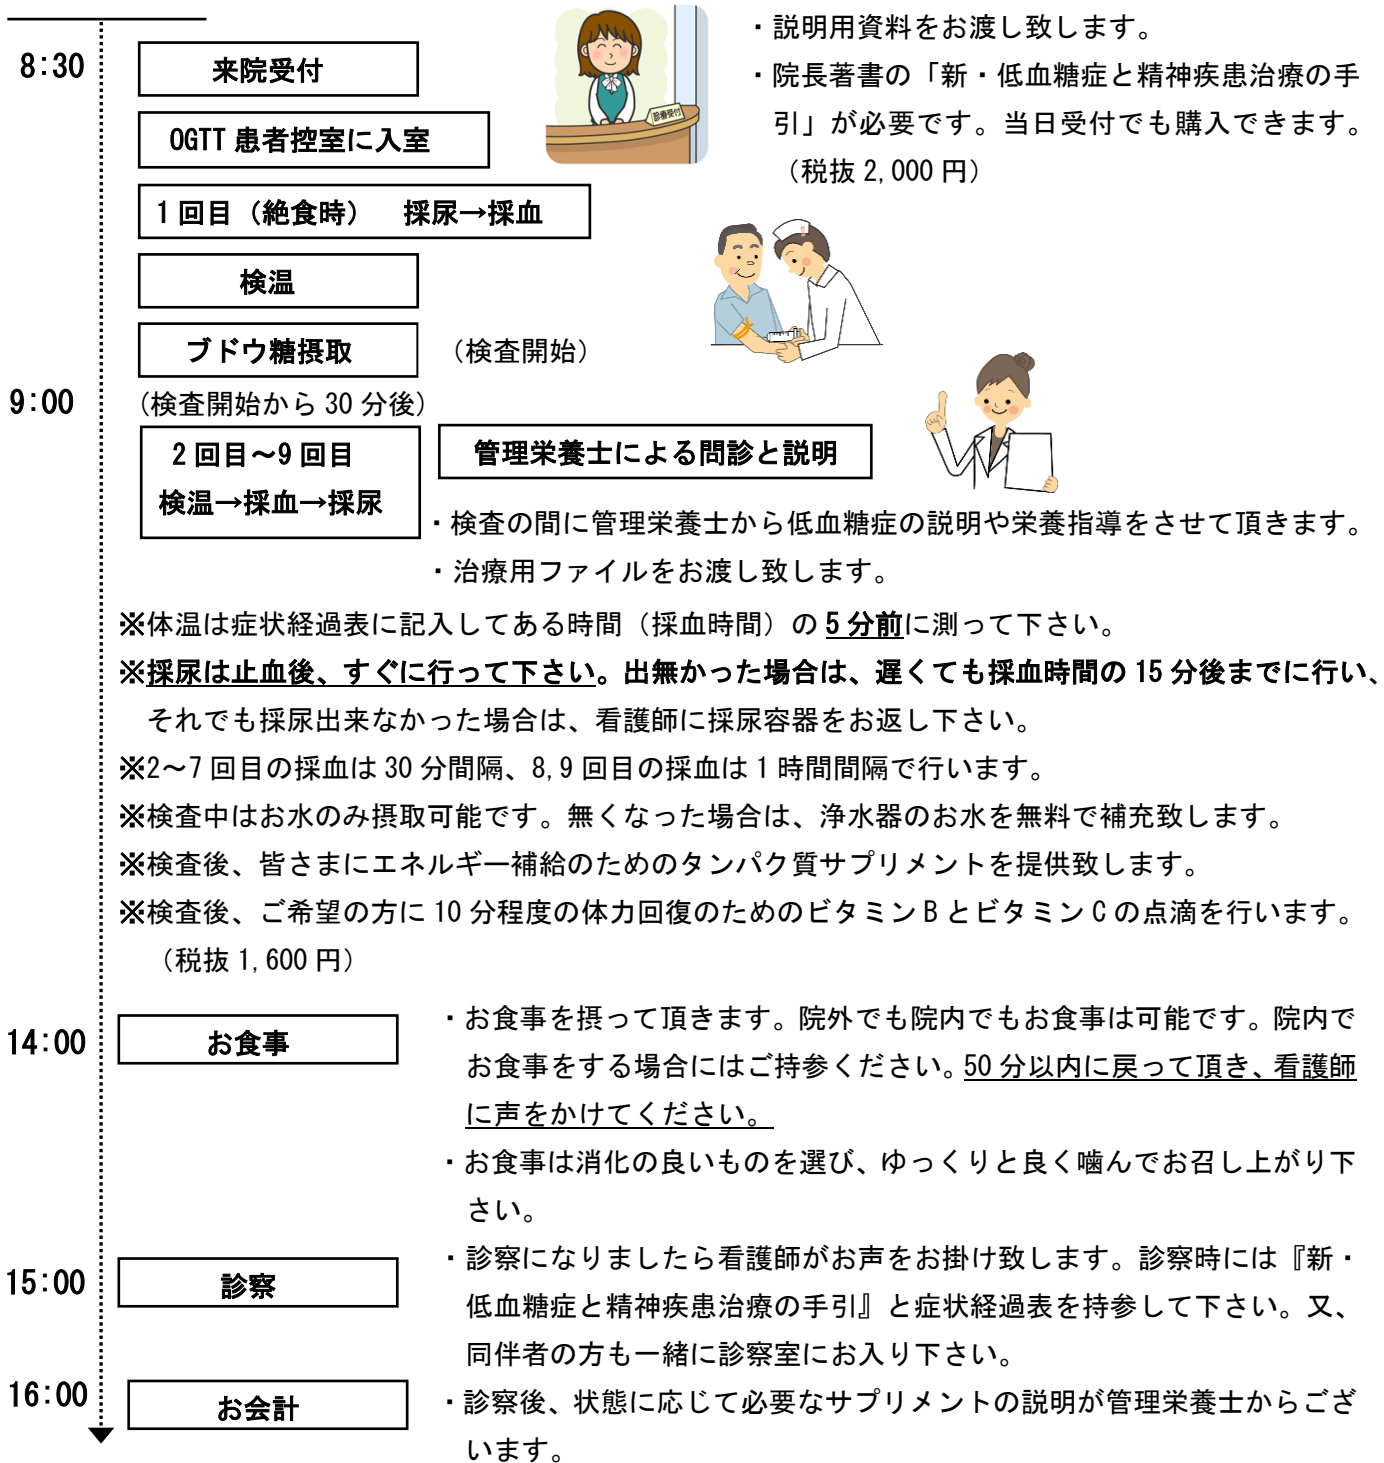 ・説明用資料をお渡し致します。
8:30
来院受付
・院長著書の「新・低血糖症と精神疾患治療の手
引」が必要です。当日受付でも購入できます。
（税抜 2,000 円）
診療受付
OGTT 患者控室に入室
1 回目（絶食時）　採尿→採血
検温
ブドウ糖摂取　（検査開始）
9:00
(検査開始から 30 分後)
2 回目～9 回目
検温→採血→採尿
管理栄養士による問診と説明
・検査の間に管理栄養士から低血糖症の説明や栄養指導をさせて頂きます。
・治療用ファイルをお渡し致します。
※体温は症状経過表に記入してある時間（採血時間）の 5 分前に測って下さい。
※採尿は止血後、すぐに行って下さい。出無かった場合は、遅くても採血時間の 15 分後までに行い、
それでも採尿出来なかった場合は、看護師に採尿容器をお返し下さい。
※2～7 回目の採血は 30 分間隔、8,9 回目の採血は 1 時間間隔で行います。
※検査中はお水のみ摂取可能です。無くなった場合は、浄水器のお水を無料で補充致します。
※検査後、皆さまにエネルギー補給のためのタンパク質サプリメントを提供致します。
※検査後、ご希望の方に 10 分程度の体力回復のためのビタミン B とビタミン C の点滴を行います。
（税抜 1,600 円）
14:00
お食事
・お食事を摂って頂きます。院外でも院内でもお食事は可能です。院内で
お食事をする場合にはご持参ください。50 分以内に戻って頂き、看護師
に声をかけてください。
・お食事は消化の良いものを選び、ゆっくりと良く噛んでお召し上がり下
さい。
15:00
診察
・診察になりましたら看護師がお声をお掛け致します。診察時には『新・
低血糖症と精神疾患治療の手引』と症状経過表を持参して下さい。又、
同伴者の方も一緒に診察室にお入り下さい。
16:00
お会計
・診察後、状態に応じて必要なサプリメントの説明が管理栄養士からござ
います。